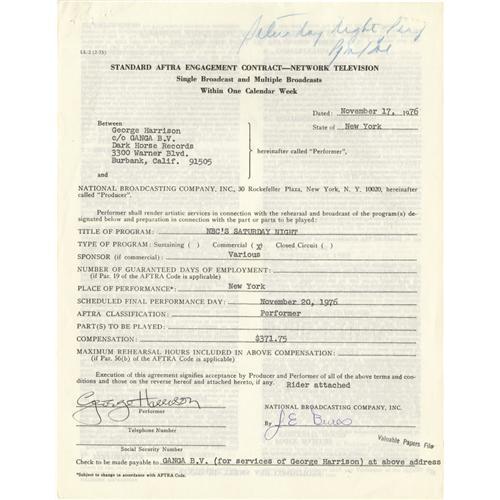 Saturday Night
LL-2 (2-75)
STANDARD AFTRA ENGAGEMENT CONTRACT—NETWORK TELEVISION
Single Broadcast and Multiple Broadcasts
Within One Calendar Week
Dated: November 17, 1976
Between
State of New York
George Harrison
c/o GANGA B.V.
Dark Horse Records
3300 Warner Blvd.
Burbank, Calif. 91505
hereinafter called "Performer",
and
NATIONAL BROADCASTING COMPANY, INC., 30 Rockefeller Plaza, New York, N. Y. 10020, hereinafter
called "Producer".
Performer shall render artistic services in connection with the rehearsal and broadcast of the program(s) de-
signated below and preparation in connection with the part or parts to be played:
TITLE OF PROGRAM: NBC'S SATURDAY NIGHT
TYPE OF PROGRAM: Sustaining ( ) Commercial (x) Closed Circuit ( )
SPONSOR (if commercial): Various
NUMBER OF GUARANTEED DAYS OF EMPLOYMENT:
(if Par. 19 of the AFTRA Code is applicable)
PLACE OF PERFORMANCE*: New York
SCHEDULED FINAL PERFORMANCE DAY: November 20, 1976
AFTRA CLASSIFICATION: Performer
PART(S) TO BE PLAYED:
COMPENSATION: $371.75
MAXIMUM REHEARSAL HOURS INCLUDED IN ABOVE COMPENSATION:
(if Par. 56(b) of the AFTRA Code is applicable)
Execution of this agreement signifies acceptance by Producer and Performer of all of the above terms and con-
ditions and those on the reverse hereof and attached hereto, if any. Rider attached
George Harrison
Performer
NATIONAL BROADCASTING COMPANY, INC.
By J.E.
Telephone Number
Valuable Papers File
Social Security Number
Check to be made payable to GANGA B.V. (for services of George Harrison) at above address
*Subject to change in accordance with AFTRA Code.